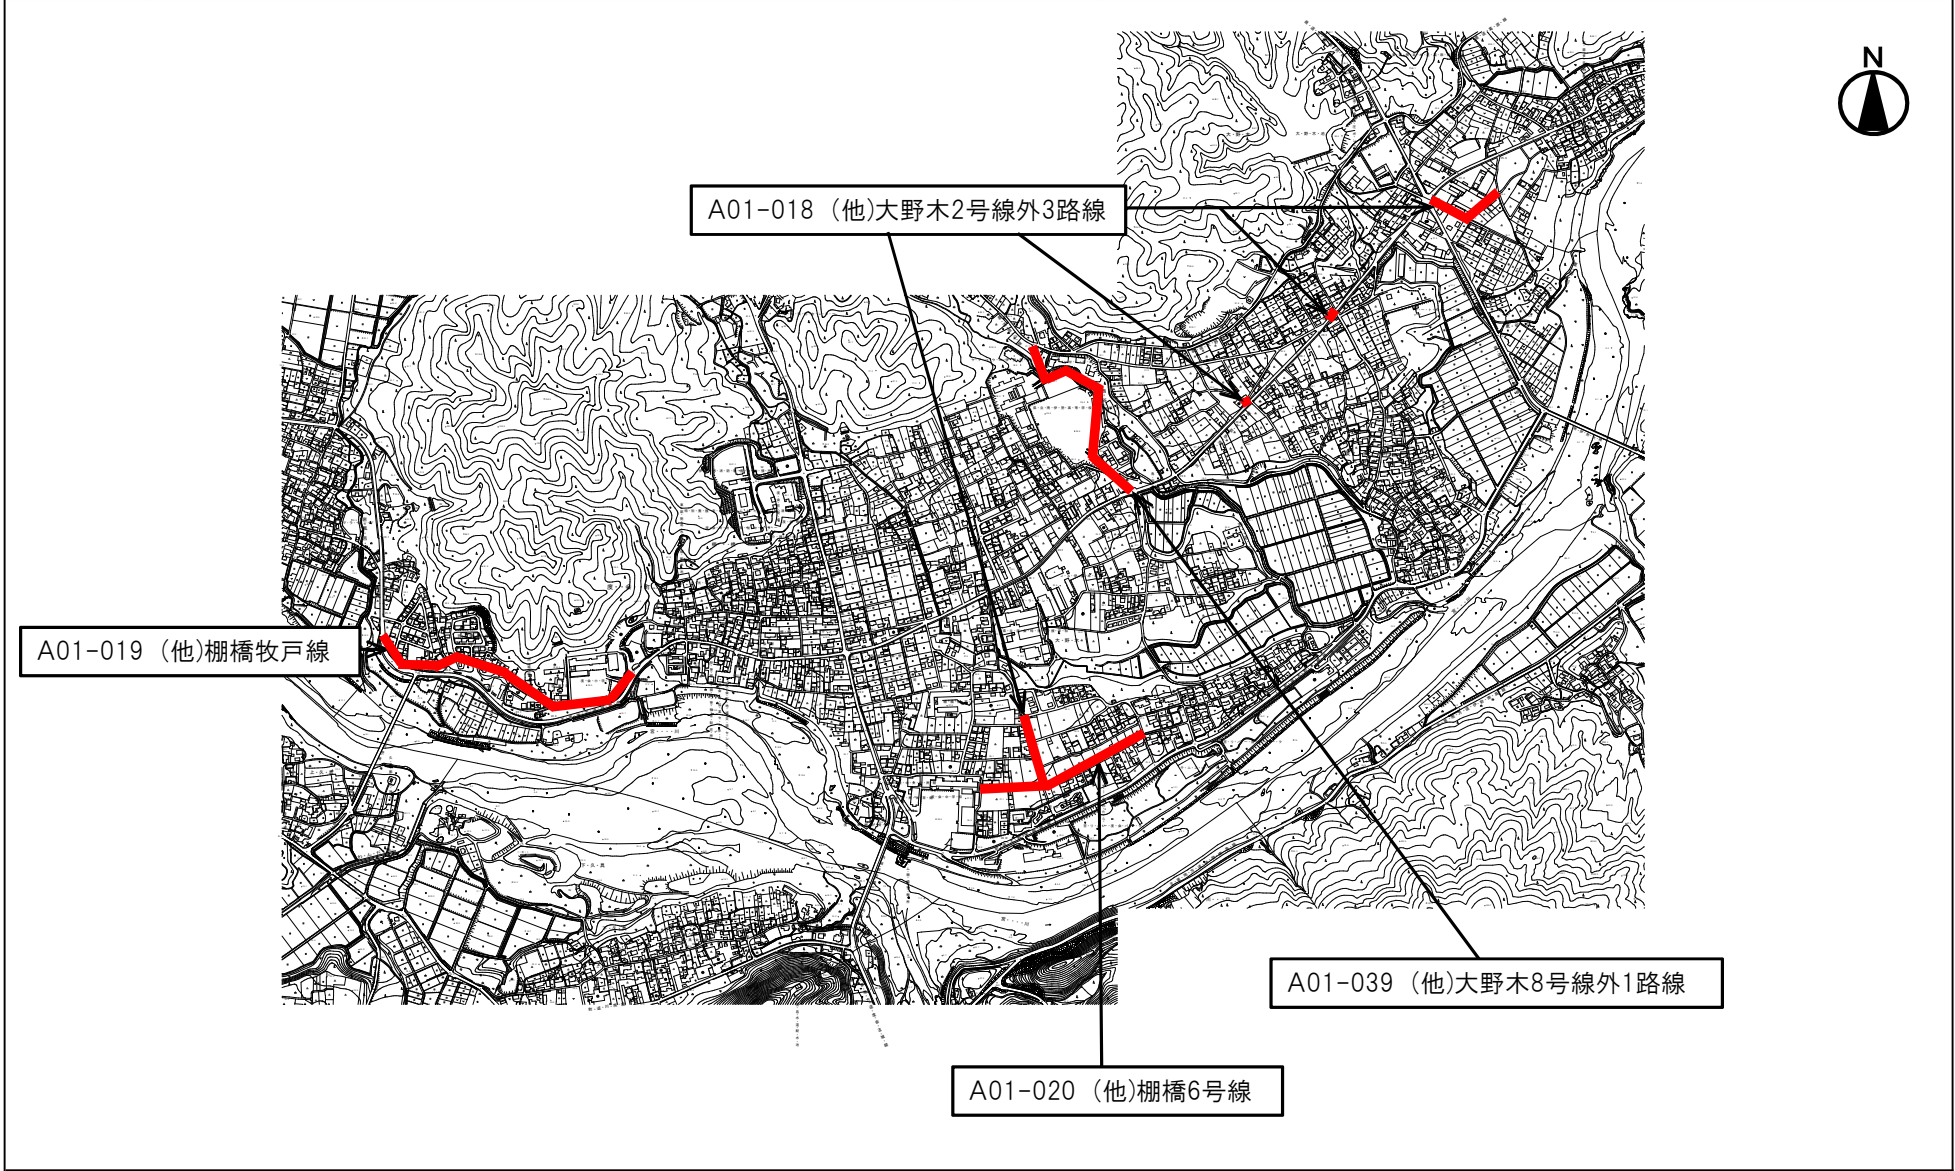 N
A01-018 (他)大野木2号線外3路線
A01-019 (他)棚橋牧戸線
A01-039 (他)大野木8号線外1路線
A01-020 (他)棚橋6号線